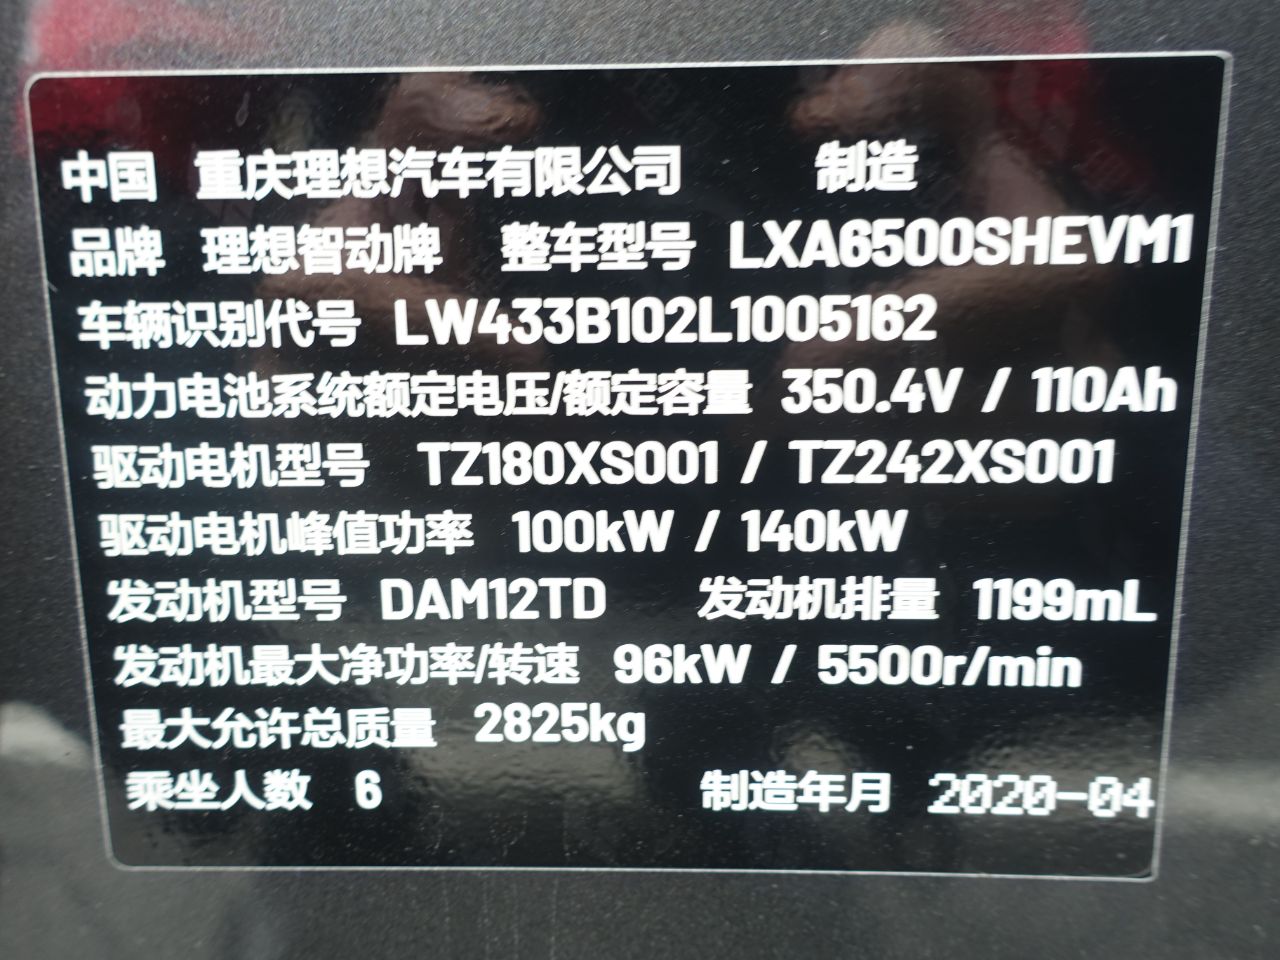 中国 重庆理想汽车有限公司 制造
品牌 理想智动牌 整车型号 LXA6500SHEVM1
车辆识别代号 LW433B102L1005162
动力电池系统额定电压/额定容量 350.4V / 110Ah
驱动电机型号 TZ180XS001 / TZ242XS001
驱动电机峰值功率 100kW / 140kW
发动机型号 DAM12TD 发动机排量 1199mL
发动机最大净功率/转速 96kW / 5500r/min
最大允许总质量 2825kg
乘坐人数 6 制造年月 2020-04